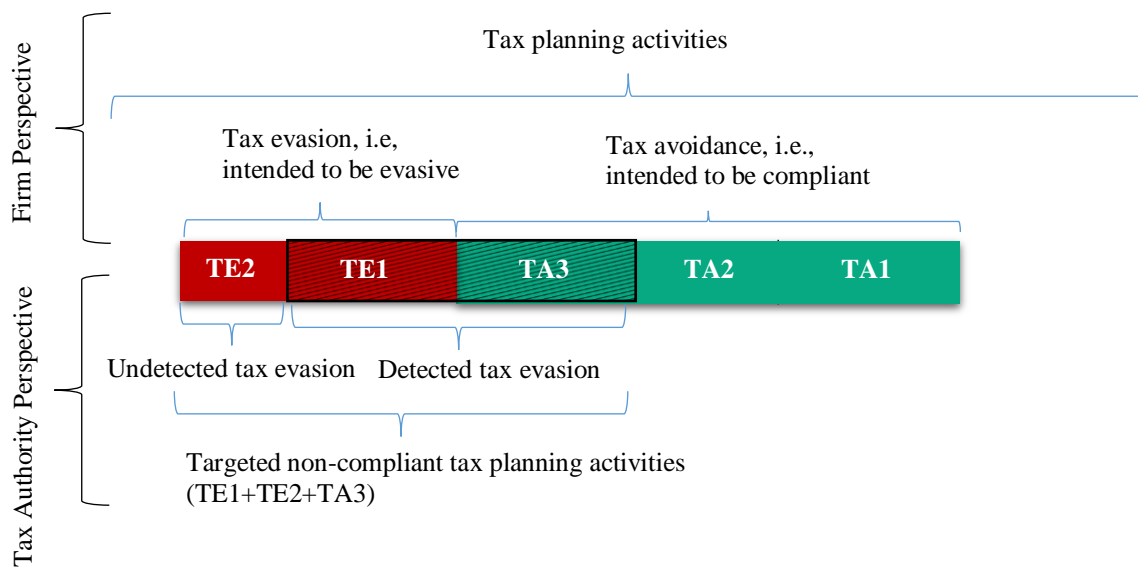 Firm Perspective
Tax planning activities
Tax evasion, i.e,
intended to be evasive
Tax avoidance, i.e.,
intended to be compliant
TE2
TE1
TA3
TA2
TA1
Tax Authority Perspective
Undetected tax evasion
Detected tax evasion
Targeted non-compliant tax planning activities
(TE1+TE2+TA3)